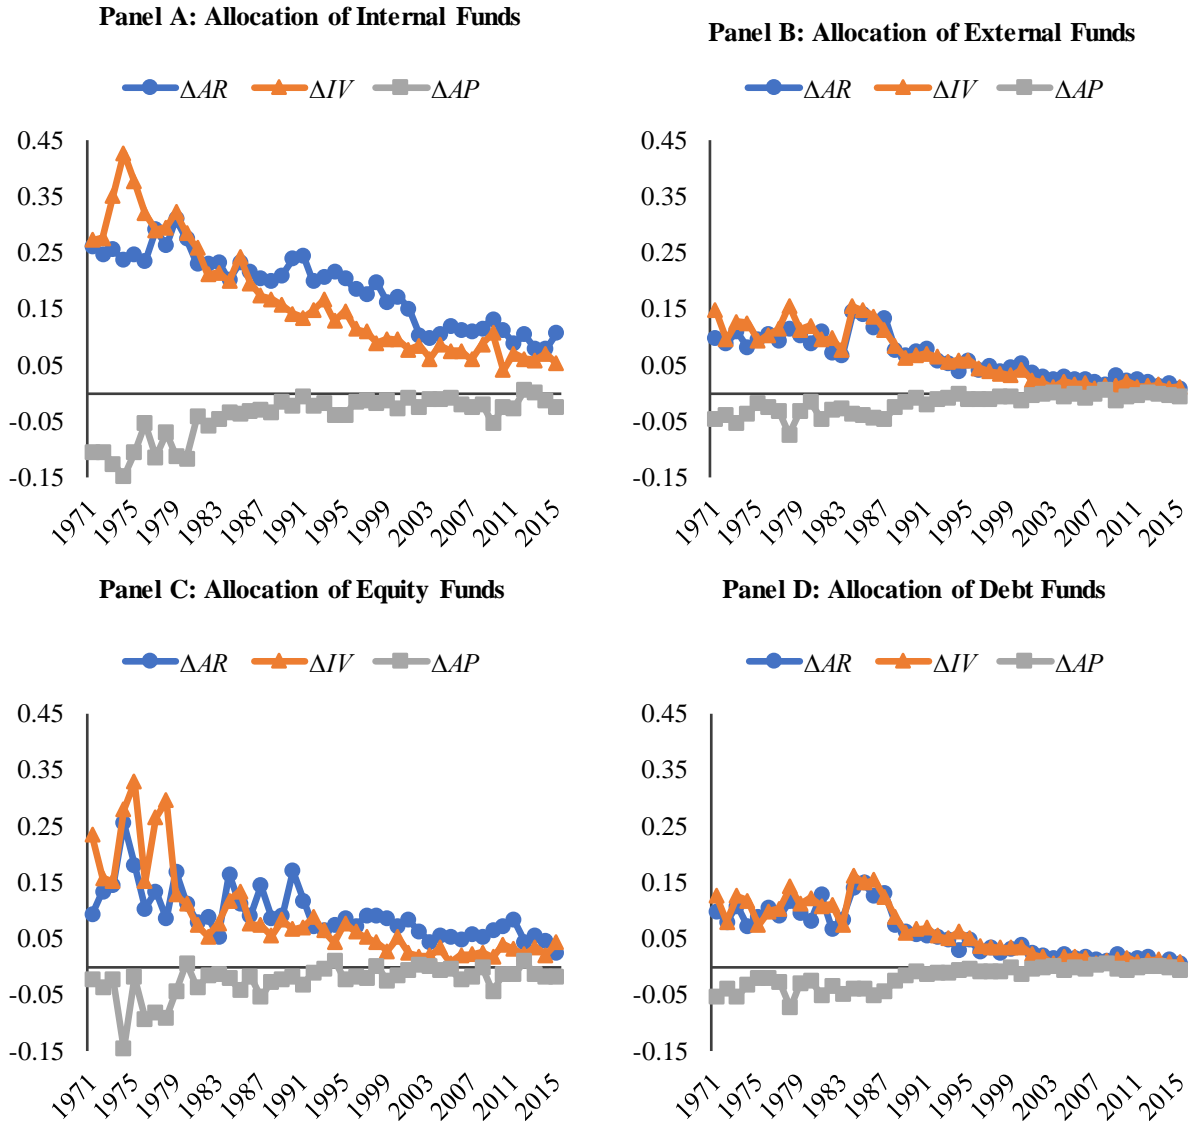 Panel A: Allocation of Internal Funds
ΔAR ΔIV ΔAP
0.45
0.35
0.25
0.15
0.05
-0.05
-0.15
1971 1975 1979 1983 1987 1991 1995 1999 2003 2007 2011 2015
Panel B: Allocation of External Funds
ΔAR ΔIV ΔAP
0.45
0.35
0.25
0.15
0.05
-0.05
-0.15
1971 1975 1979 1983 1987 1991 1995 1999 2003 2007 2011 2015
Panel C: Allocation of Equity Funds
ΔAR ΔIV ΔAP
0.45
0.35
0.25
0.15
0.05
-0.05
-0.15
1971 1975 1979 1983 1987 1991 1995 1999 2003 2007 2011 2015
Panel D: Allocation of Debt Funds
ΔAR ΔIV ΔAP
0.45
0.35
0.25
0.15
0.05
-0.05
-0.15
1971 1975 1979 1983 1987 1991 1995 1999 2003 2007 2011 2015